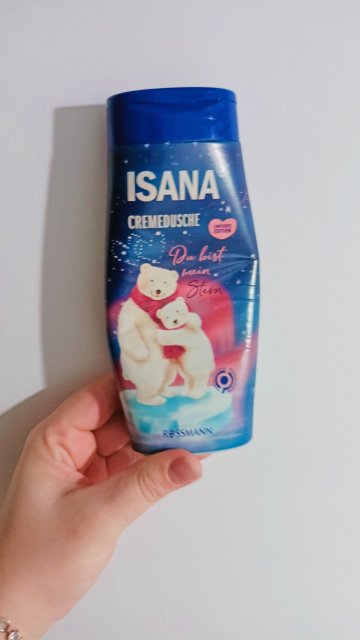 ISANA
CREMEDUSCHE
LIMITED
EDITION
Du bist
mein
Stern
ROSSMANN